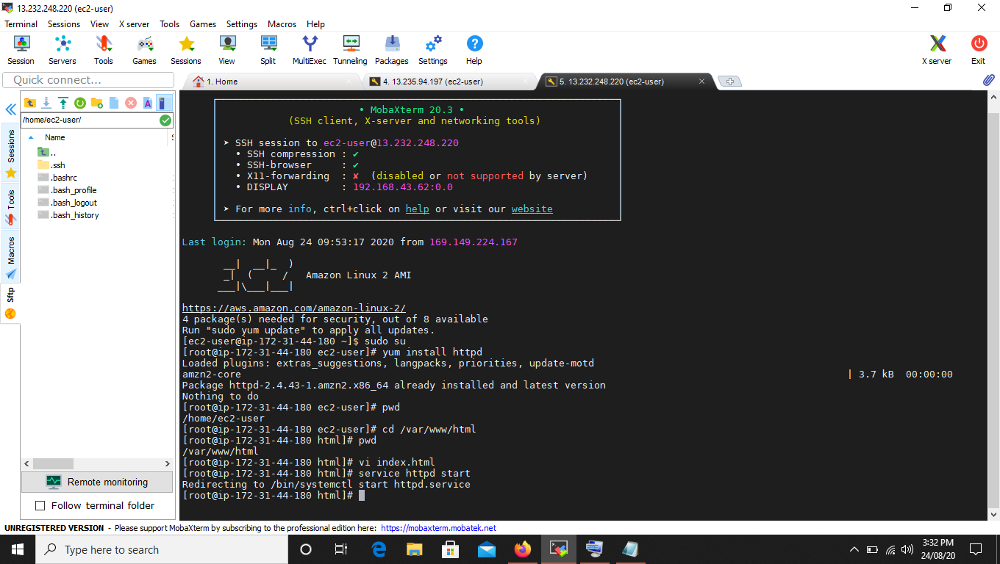 13.232.248.220 (ec2-user)
Terminal Sessions View X server Tools Games Settings Macros Help
Session Servers Tools Games Sessions View Split MultiExec Tunneling Packages Settings Help X server Exit
Quick connect...
1. Home
4. 13.235.94.197 (ec2-user)
5. 13.232.248.220 (ec2-user)
Sessions
Tools
Macros
Sftp
/home/ec2-user/
Name
..
.ssh
.bashrc
.bash_profile
.bash_logout
.bash_history
Remote monitoring
Follow terminal folder
• MobaXterm 20.3 •
(SSH client, X-server and networking tools)
➤ SSH session to ec2-user@13.232.248.220
• SSH compression : ✔
• SSH-browser : ✔
• X11-forwarding : ✘ (disabled or not supported by server)
• DISPLAY : 192.168.43.62:0.0
➤ For more info, ctrl+click on help or visit our website
Last login: Mon Aug 24 09:53:17 2020 from 169.149.224.167
__| __|_ )
_| ( / Amazon Linux 2 AMI
___|\___|___|
https://aws.amazon.com/amazon-linux-2/
4 package(s) needed for security, out of 8 available
Run "sudo yum update" to apply all updates.
[ec2-user@ip-172-31-44-180 ~]$ sudo su
[root@ip-172-31-44-180 ec2-user]# yum install httpd
Loaded plugins: extras_suggestions, langpacks, priorities, update-motd
amzn2-core | 3.7 kB 00:00:00
Package httpd-2.4.43-1.amzn2.x86_64 already installed and latest version
Nothing to do
[root@ip-172-31-44-180 ec2-user]# pwd
/home/ec2-user
[root@ip-172-31-44-180 ec2-user]# cd /var/www/html
[root@ip-172-31-44-180 html]# pwd
/var/www/html
[root@ip-172-31-44-180 html]# vi index.html
[root@ip-172-31-44-180 html]# service httpd start
Redirecting to /bin/systemctl start httpd.service
[root@ip-172-31-44-180 html]#
UNREGISTERED VERSION - Please support MobaXterm by subscribing to the professional edition here: https://mobaxterm.mobatek.net
Type here to search
3:32 PM
24/08/20